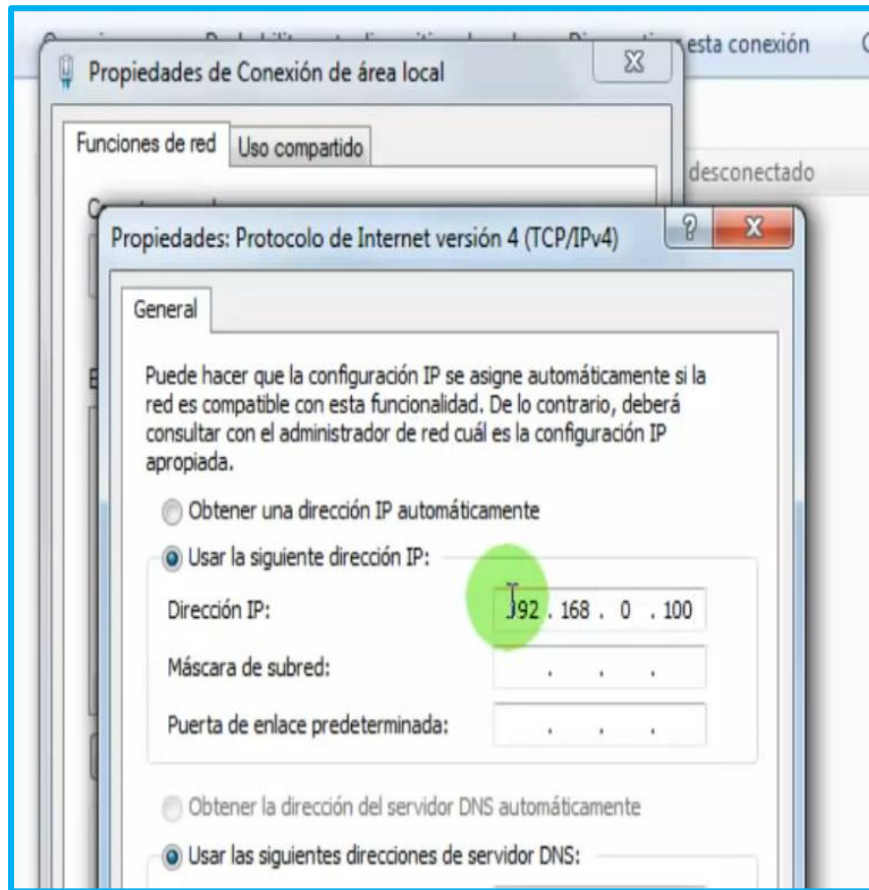 esta conexión
Propiedades de Conexión de área local
Funciones de red
Uso compartido
desconectado
Propiedades: Protocolo de Internet versión 4 (TCP/IPv4)
General
Puede hacer que la configuración IP se asigne automáticamente si la
red es compatible con esta funcionalidad. De lo contrario, deberá
consultar con el administrador de red cuál es la configuración IP
apropiada.
Obtener una dirección IP automáticamente
Usar la siguiente dirección IP:
Dirección IP: 192 . 168 . 0 . 100
Máscara de subred: . . .
Puerta de enlace predeterminada: . . .
Obtener la dirección del servidor DNS automáticamente
Usar las siguientes direcciones de servidor DNS: